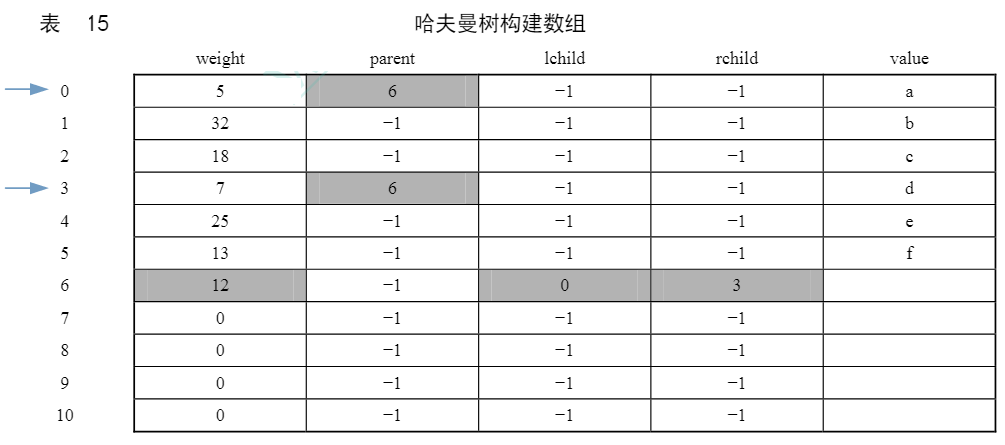 表 15 哈夫曼树构建数组
weight parent lchild rchild value
0 5 6 −1 −1 a
1 32 −1 −1 −1 b
2 18 −1 −1 −1 c
3 7 6 −1 −1 d
4 25 −1 −1 −1 e
5 13 −1 −1 −1 f
6 12 −1 0 3
7 0 −1 −1 −1
8 0 −1 −1 −1
9 0 −1 −1 −1
10 0 −1 −1 −1